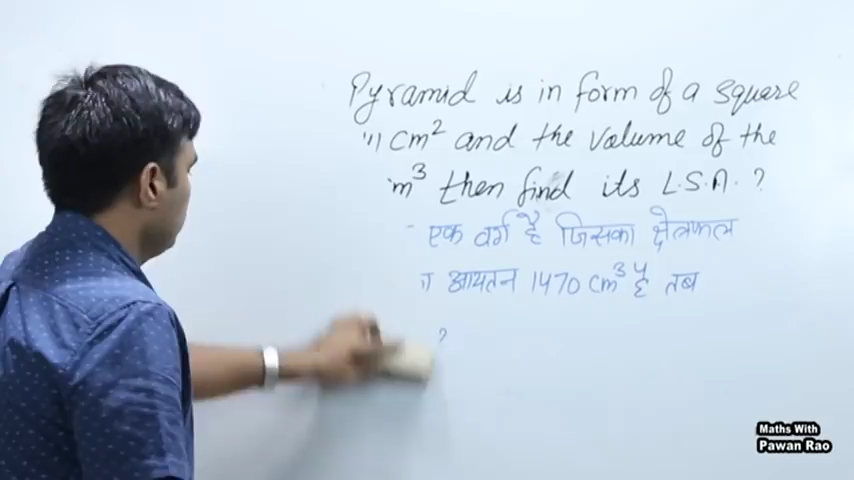 Pyramid is in form of a square
cm² and the volume of the
m³ then find its L.S.A. ?
एक वर्ग है जिसका क्षेत्रफल
आयतन 1470 cm³ है तब
?
Maths With
Pawan Rao